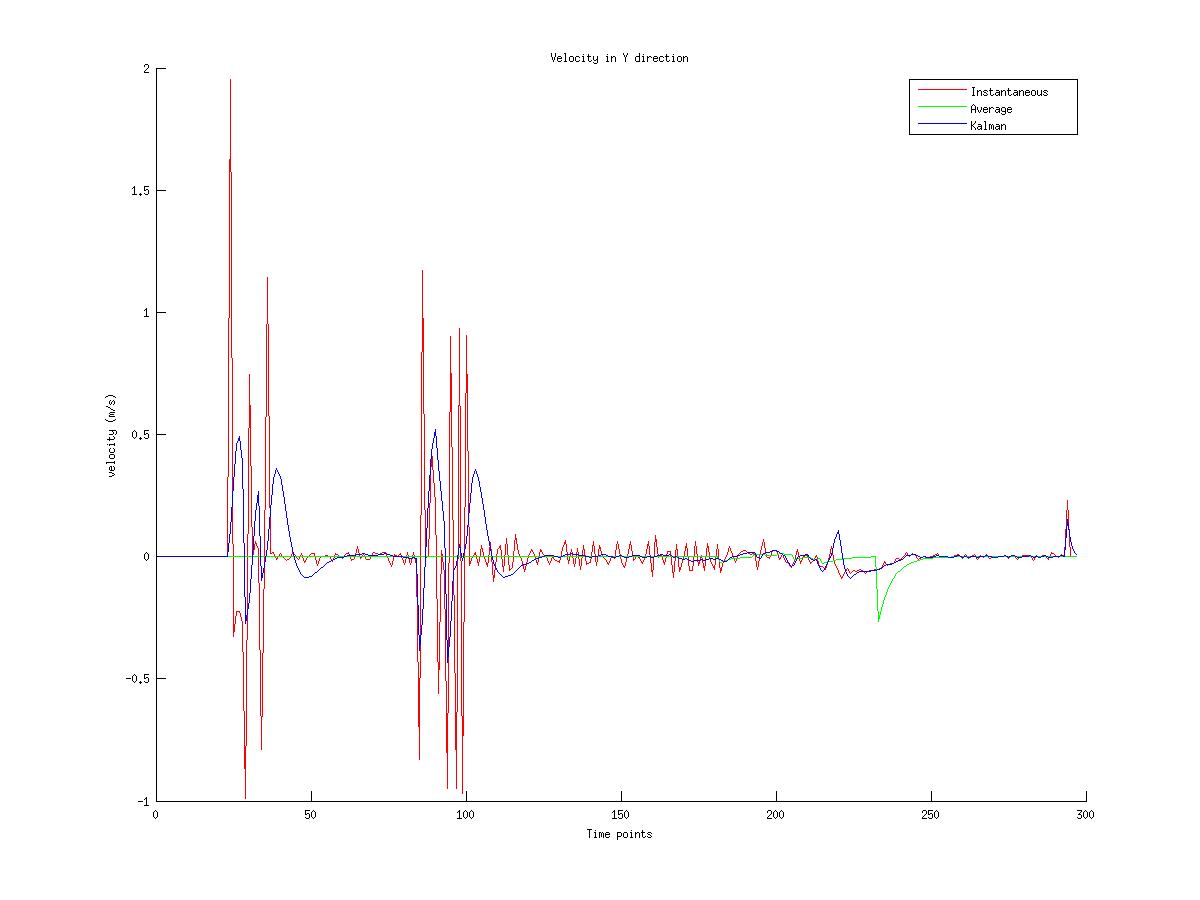 Velocity in Y direction
Instantaneous
Average
Kalman
2
1.5
1
0.5
0
-0.5
-1
velocity (m/s)
0 50 100 150 200 250 300
Time points